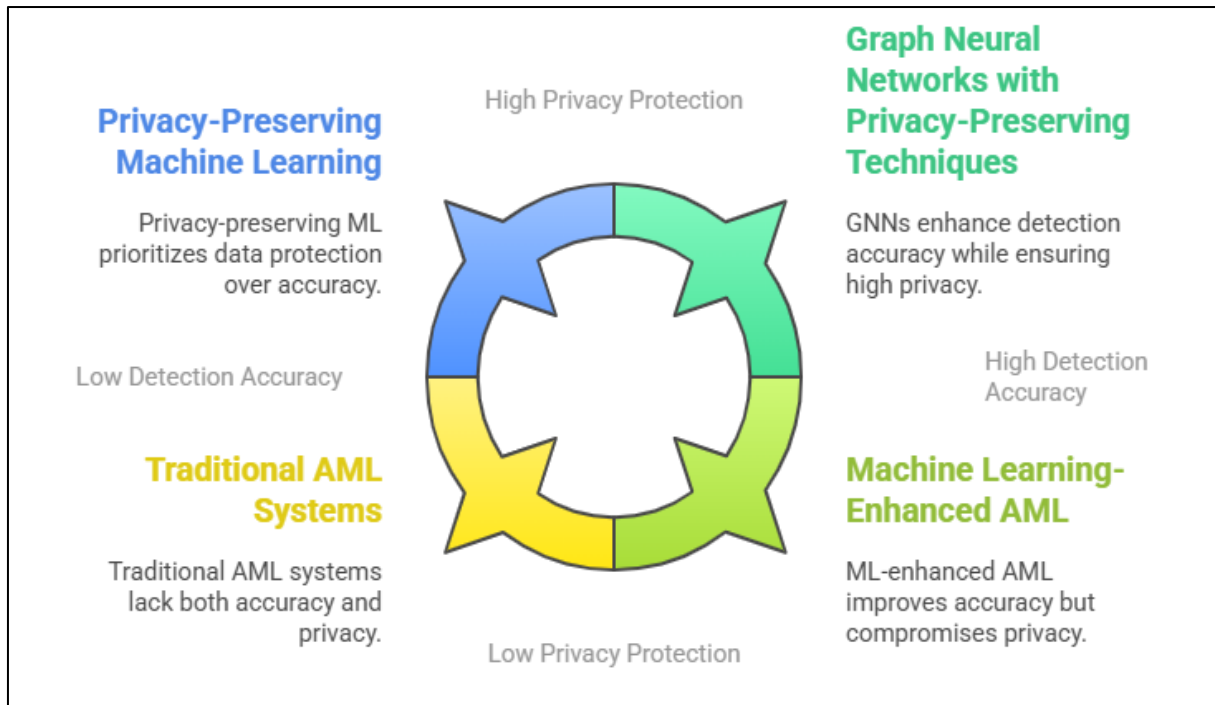 High Privacy Protection
Privacy-Preserving
Machine Learning
Privacy-preserving ML
prioritizes data protection
over accuracy.
Graph Neural
Networks with
Privacy-Preserving
Techniques
GNNs enhance detection
accuracy while ensuring
high privacy.
Low Detection Accuracy
High Detection
Accuracy
Traditional AML
Systems
Traditional AML systems
lack both accuracy and
privacy.
Machine Learning-
Enhanced AML
ML-enhanced AML
improves accuracy but
compromises privacy.
Low Privacy Protection